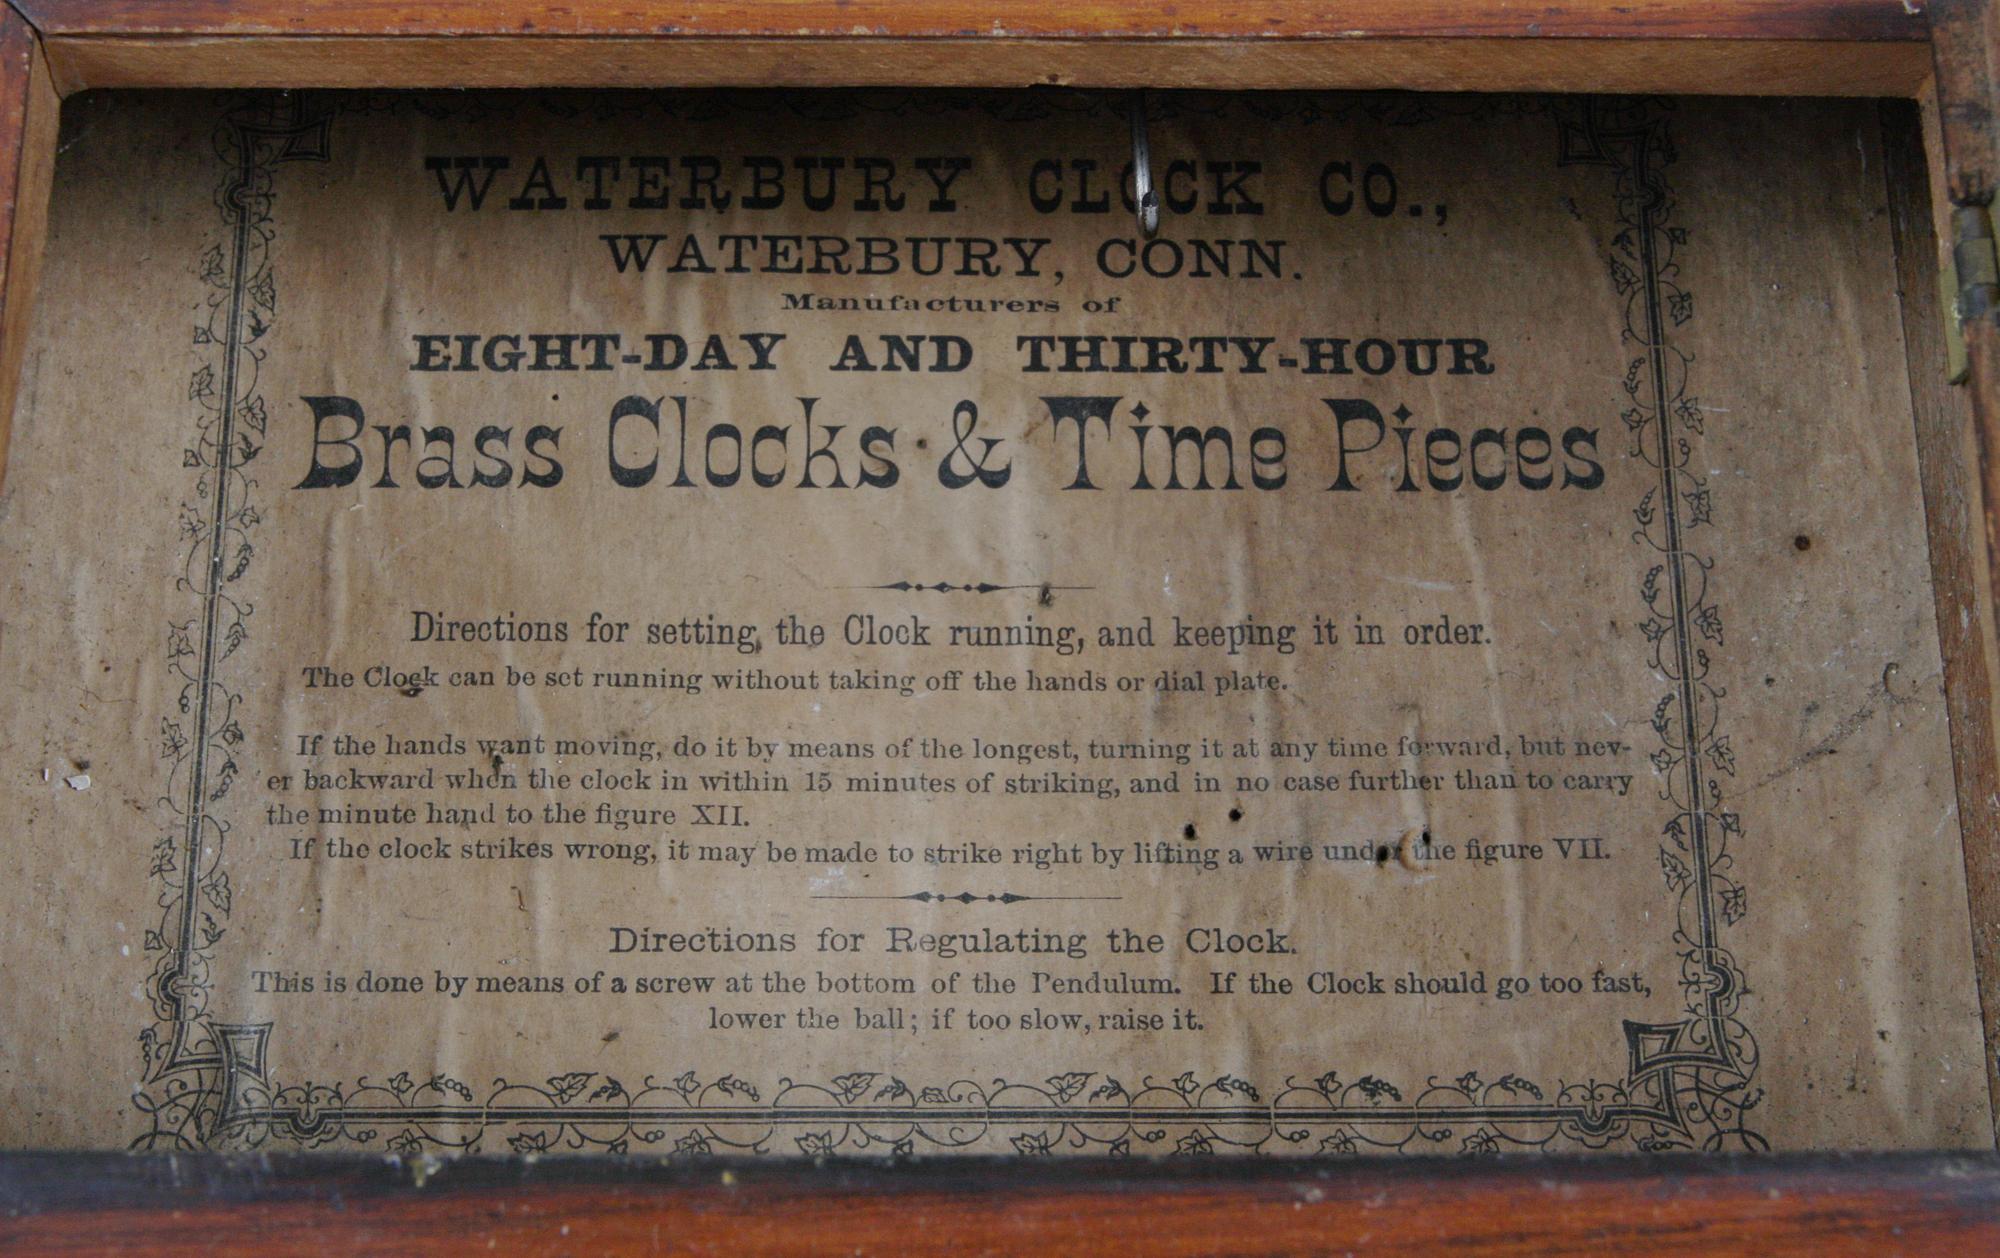 WATERBURY CLOCK CO.,
WATERBURY, CONN.
Manufacturers of
EIGHT-DAY AND THIRTY-HOUR
Brass Clocks & Time Pieces
Directions for setting the Clock running, and keeping it in order.
The Clock can be set running without taking off the hands or dial plate.
If the hands want moving, do it by means of the longest, turning it at any time forward, but nev-
er backward when the clock in within 15 minutes of striking, and in no case further than to carry
the minute hand to the figure XII.
If the clock strikes wrong, it may be made to strike right by lifting a wire under the figure VII.
Directions for Regulating the Clock.
This is done by means of a screw at the bottom of the Pendulum. If the Clock should go too fast,
lower the ball; if too slow, raise it.